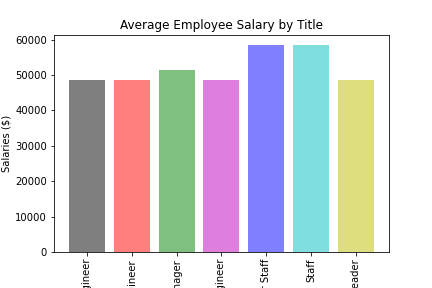 Average Employee Salary by Title
60000
50000
40000
30000
20000
10000
0
Salaries ($)
gineer
ineer
nager
gineer
r Staff
Staff
eader